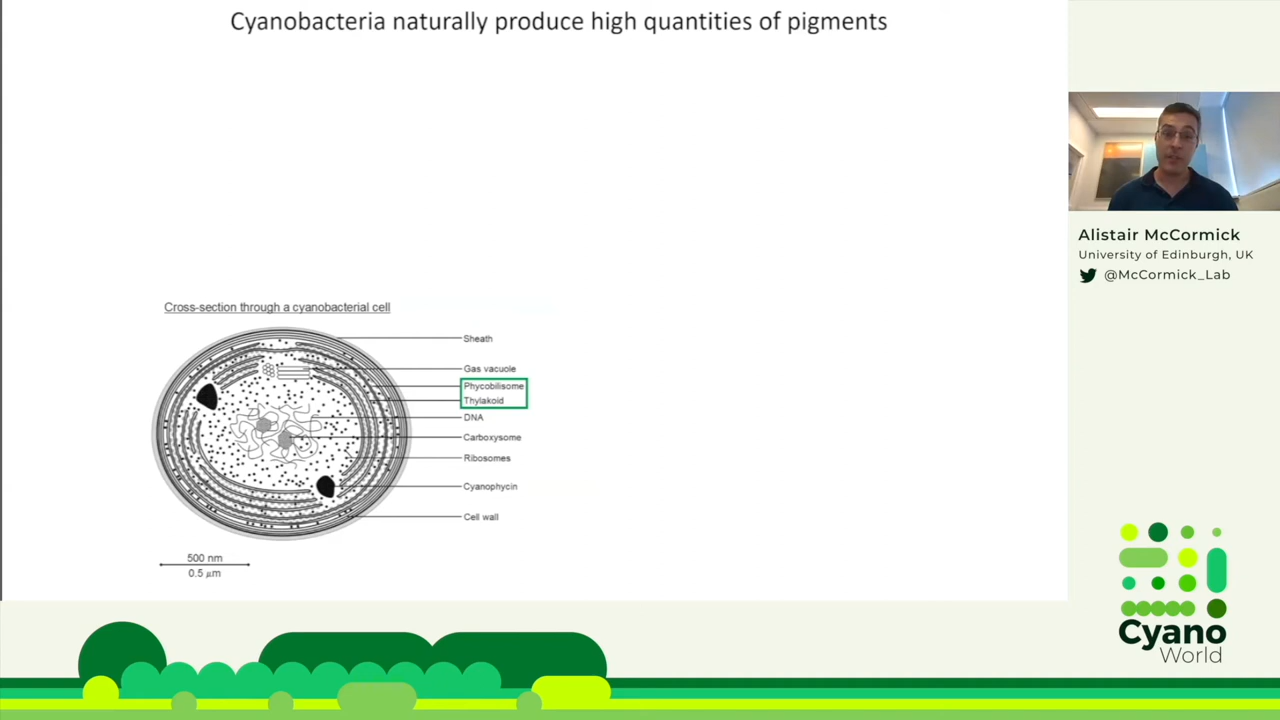 Cyanobacteria naturally produce high quantities of pigments
Alistair McCormick
University of Edinburgh, UK
@McCormick_Lab
Cross-section through a cyanobacterial cell
Sheath
Gas vacuole
Phycobilisome
Thylakoid
DNA
Carboxysome
Ribosomes
Cyanophycin
Cell wall
500 nm
0.5 μm
Cyano
World